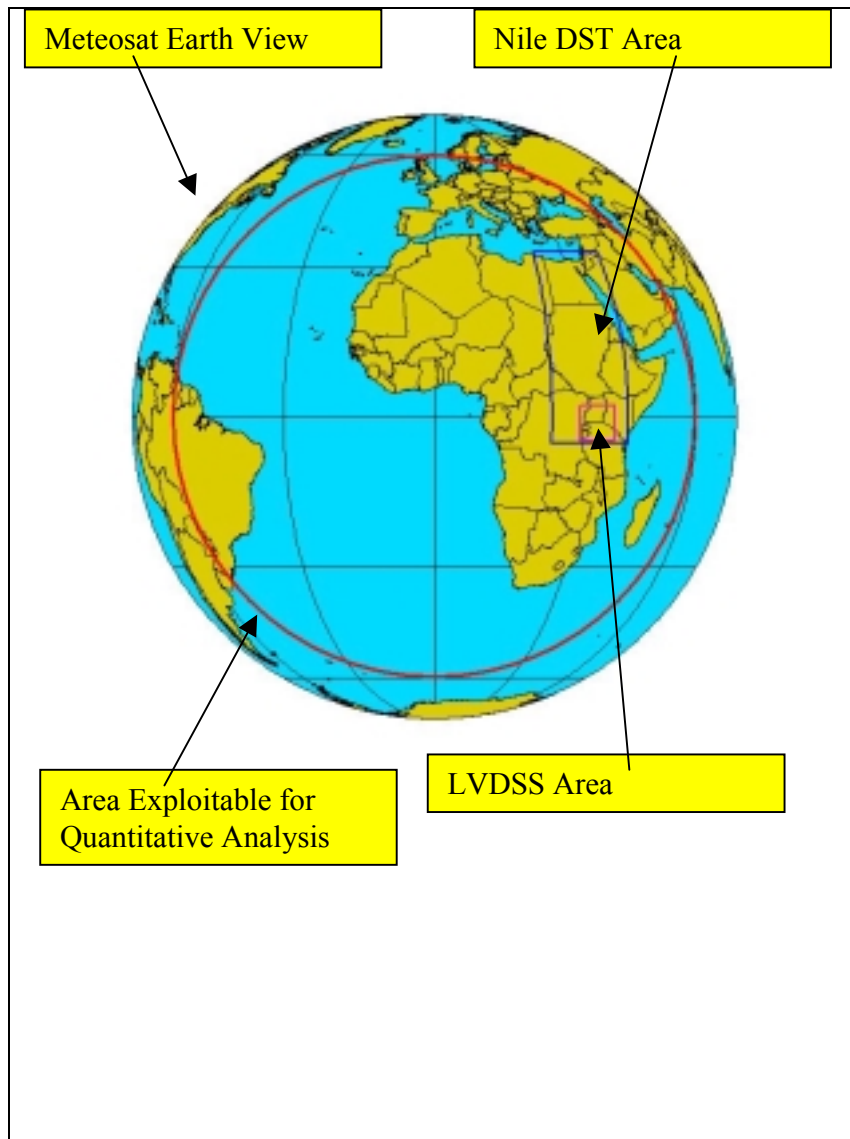 Meteosat Earth View
Nile DST Area
Area Exploitable for
Quantitative Analysis
LVDSS Area